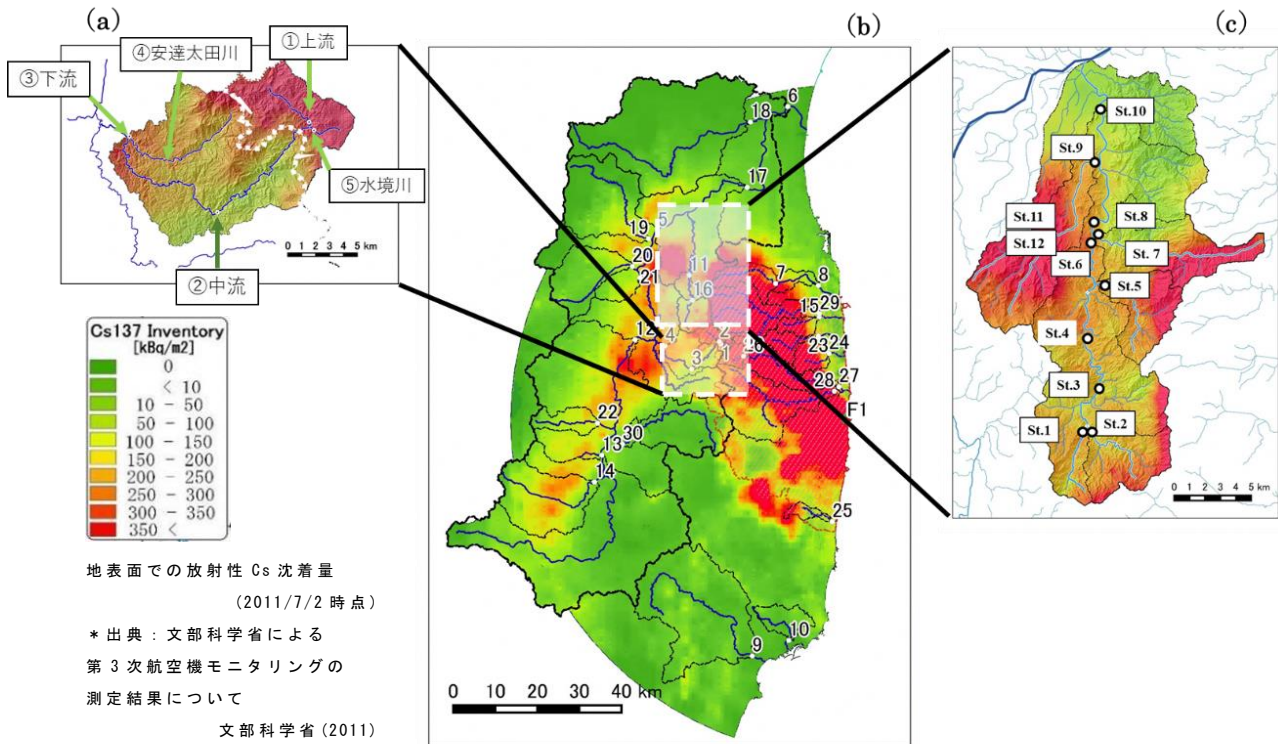 (a)
④安達太田川
①上流
③下流
⑤水境川
②中流
0 1 2 3 4 5 km
Cs137 Inventory
[kBq/m2]
0
< 10
10 - 50
50 - 100
100 - 150
150 - 200
200 - 250
250 - 300
300 - 350
350 <
地表面での放射性 Cs 沈着量
(2011/7/2 時点)
*出典：文部科学省による
第 3 次航空機モニタリングの
測定結果について
文部科学省(2011)
(b)
6
18
17
5
19
20
11
21
16
7
8
15
29
12
4
2
1
3
26
23
24
28
27
F1
22
30
13
14
25
10
9
0 10 20 30 40 km
(c)
St.10
St.9
St.11
St.8
St.12
St.6
St. 7
St.5
St.4
St.3
St.1
St.2
0 1 2 3 4 5 km